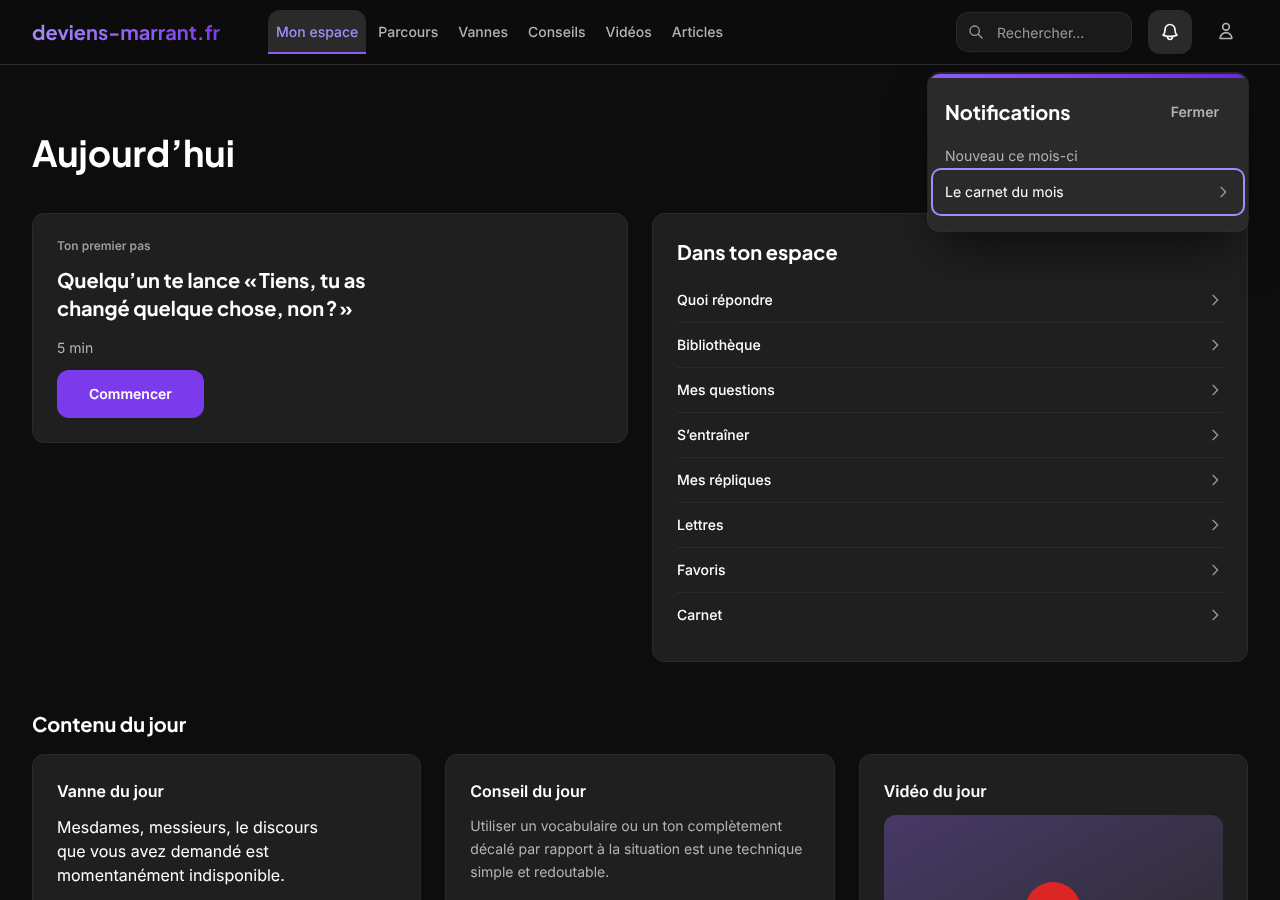 deviens-marrant.fr
Mon espace
Parcours
Vannes
Conseils
Vidéos
Articles
Rechercher...
Notifications
Fermer
Nouveau ce mois-ci
Le carnet du mois
Aujourd’hui
Ton premier pas
Quelqu’un te lance « Tiens, tu as
changé quelque chose, non ? »
5 min
Commencer
Dans ton espace
Quoi répondre
Bibliothèque
Mes questions
S’entraîner
Mes répliques
Lettres
Favoris
Carnet
Contenu du jour
Vanne du jour
Mesdames, messieurs, le discours
que vous avez demandé est
momentanément indisponible.
Conseil du jour
Utiliser un vocabulaire ou un ton complètement
décalé par rapport à la situation est une technique
simple et redoutable.
Vidéo du jour